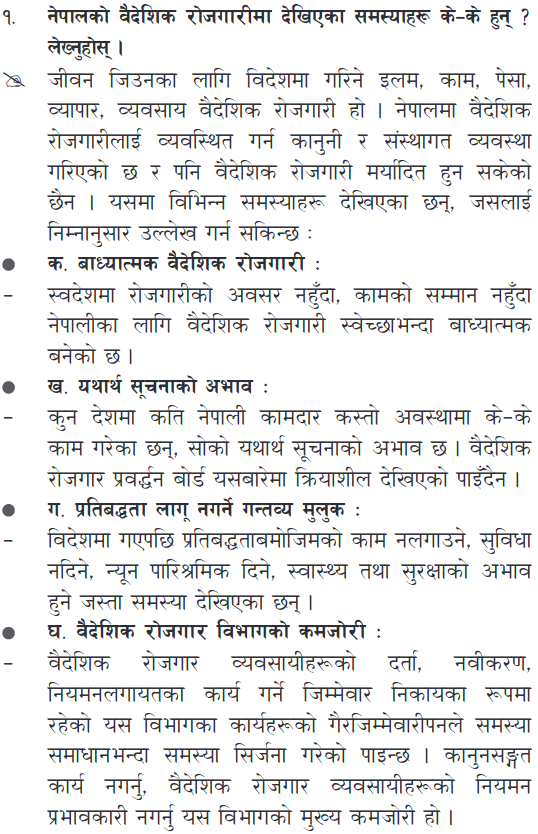 १. नेपालको वैदेशिक रोजगारीमा देखिएका समस्याहरू के-के हुन् ?
लेख्नुहोस् ।
जीवन जिउनका लागि विदेशमा गरिने इलम, काम, पेसा,
व्यापार, व्यवसाय वैदेशिक रोजगारी हो । नेपालमा वैदेशिक
रोजगारीलाई व्यवस्थित गर्न कानुनी र संस्थागत व्यवस्था
गरिएको छ र पनि वैदेशिक रोजगारी मर्यादित हुन सकेको
छैन । यसमा विभिन्न समस्याहरू देखिएका छन्, जसलाई
निम्नानुसार उल्लेख गर्न सकिन्छ :
● क. बाध्यात्मक वैदेशिक रोजगारी :
– स्वदेशमा रोजगारीको अवसर नहुँदा, कामको सम्मान नहुँदा
नेपालीका लागि वैदेशिक रोजगारी स्वेच्छाभन्दा बाध्यात्मक
बनेको छ ।
● ख. यथार्थ सूचनाको अभाव :
– कुन देशमा कति नेपाली कामदार कस्तो अवस्थामा के-के
काम गरेका छन्, सोको यथार्थ सूचनाको अभाव छ । वैदेशिक
रोजगार प्रवर्द्धन बोर्ड यसबारेमा क्रियाशील देखिएको पाइँदैन ।
● ग. प्रतिबद्धता लागू नगर्ने गन्तव्य मुलुक :
– विदेशमा गएपछि प्रतिबद्धताबमोजिमको काम नलगाउने, सुविधा
नदिने, न्यून पारिश्रमिक दिने, स्वास्थ्य तथा सुरक्षाको अभाव
हुने जस्ता समस्या देखिएका छन् ।
● घ. वैदेशिक रोजगार विभागको कमजोरी :
– वैदेशिक रोजगार व्यवसायीहरूको दर्ता, नवीकरण,
नियमनलगायतका कार्य गर्ने जिम्मेवार निकायका रूपमा
रहेको यस विभागका कार्यहरूको गैरजिम्मेवारीपनले समस्या
समाधानभन्दा समस्या सिर्जना गरेको पाइन्छ । कानुनसङ्गत
कार्य नगर्नु, वैदेशिक रोजगार व्यवसायीहरूको नियमन
प्रभावकारी नगर्नु यस विभागको मुख्य कमजोरी हो ।